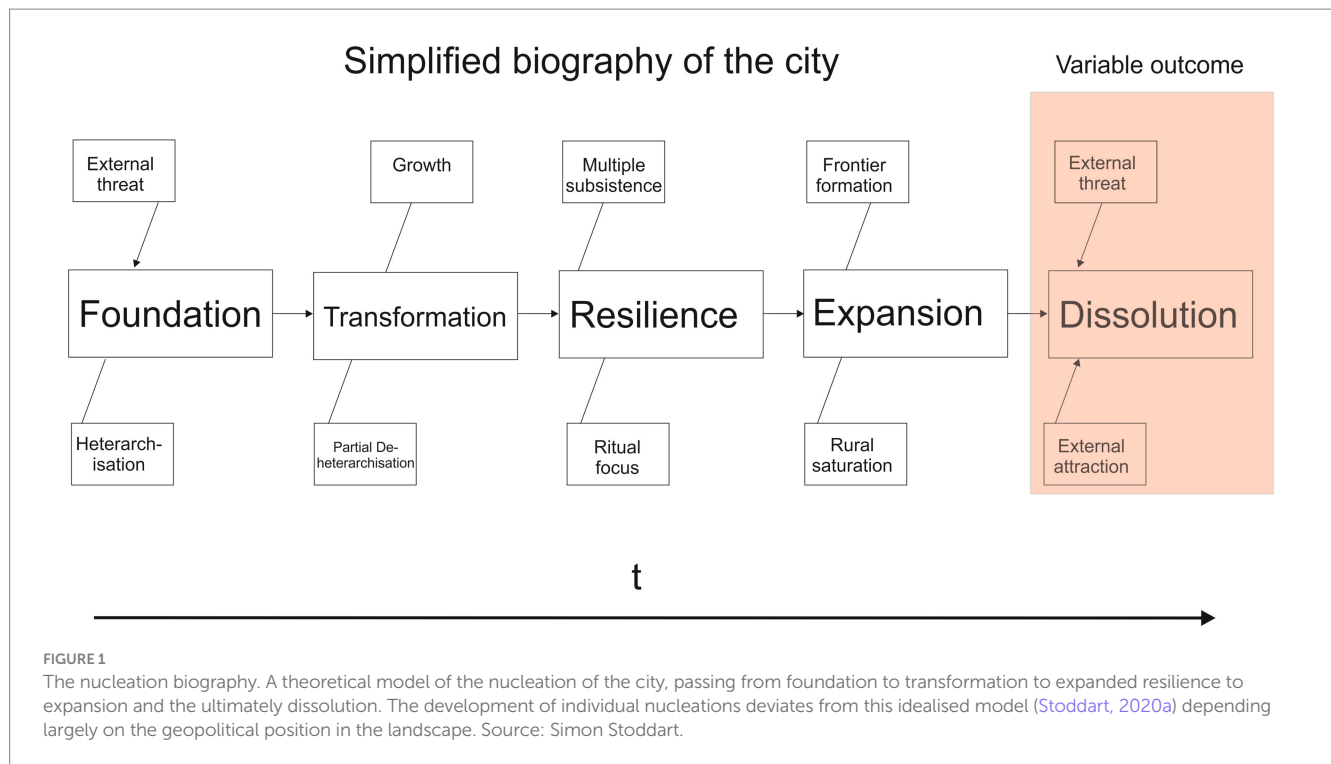 Simplified biography of the city
Variable outcome
External
threat
Growth
Multiple
subsistence
Frontier
formation
External
threat
Foundation
Transformation
Resilience
Expansion
Dissolution
Heterarch-
isation
Partial De-
heterarchisation
Ritual
focus
Rural
saturation
External
attraction
t
FIGURE 1
The nucleation biography. A theoretical model of the nucleation of the city, passing from foundation to transformation to expanded resilience to
expansion and the ultimately dissolution. The development of individual nucleations deviates from this idealised model (Stoddart, 2020a) depending
largely on the geopolitical position in the landscape. Source: Simon Stoddart.